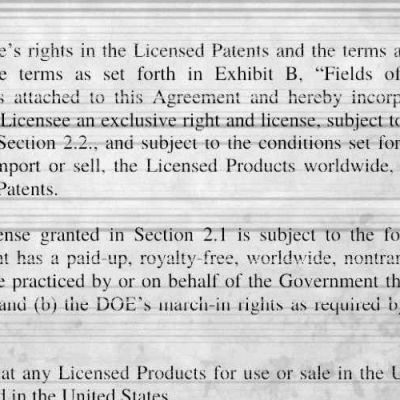 e's rights in the Licensed Patents and the terms a
e terms as set forth in Exhibit B, “Fields of
s attached to this Agreement and hereby incorp
Licensee an exclusive right and license, subject to
Section 2.2., and subject to the conditions set for
mport or sell, the Licensed Products worldwide,
Patents.
ense granted in Section 2.1 is subject to the fo
nt has a paid-up, royalty-free, worldwide, nontran
e practiced by or on behalf of the Government th
and (b) the DOE's march-in rights as required b
at any Licensed Products for use or sale in the U
d in the United States